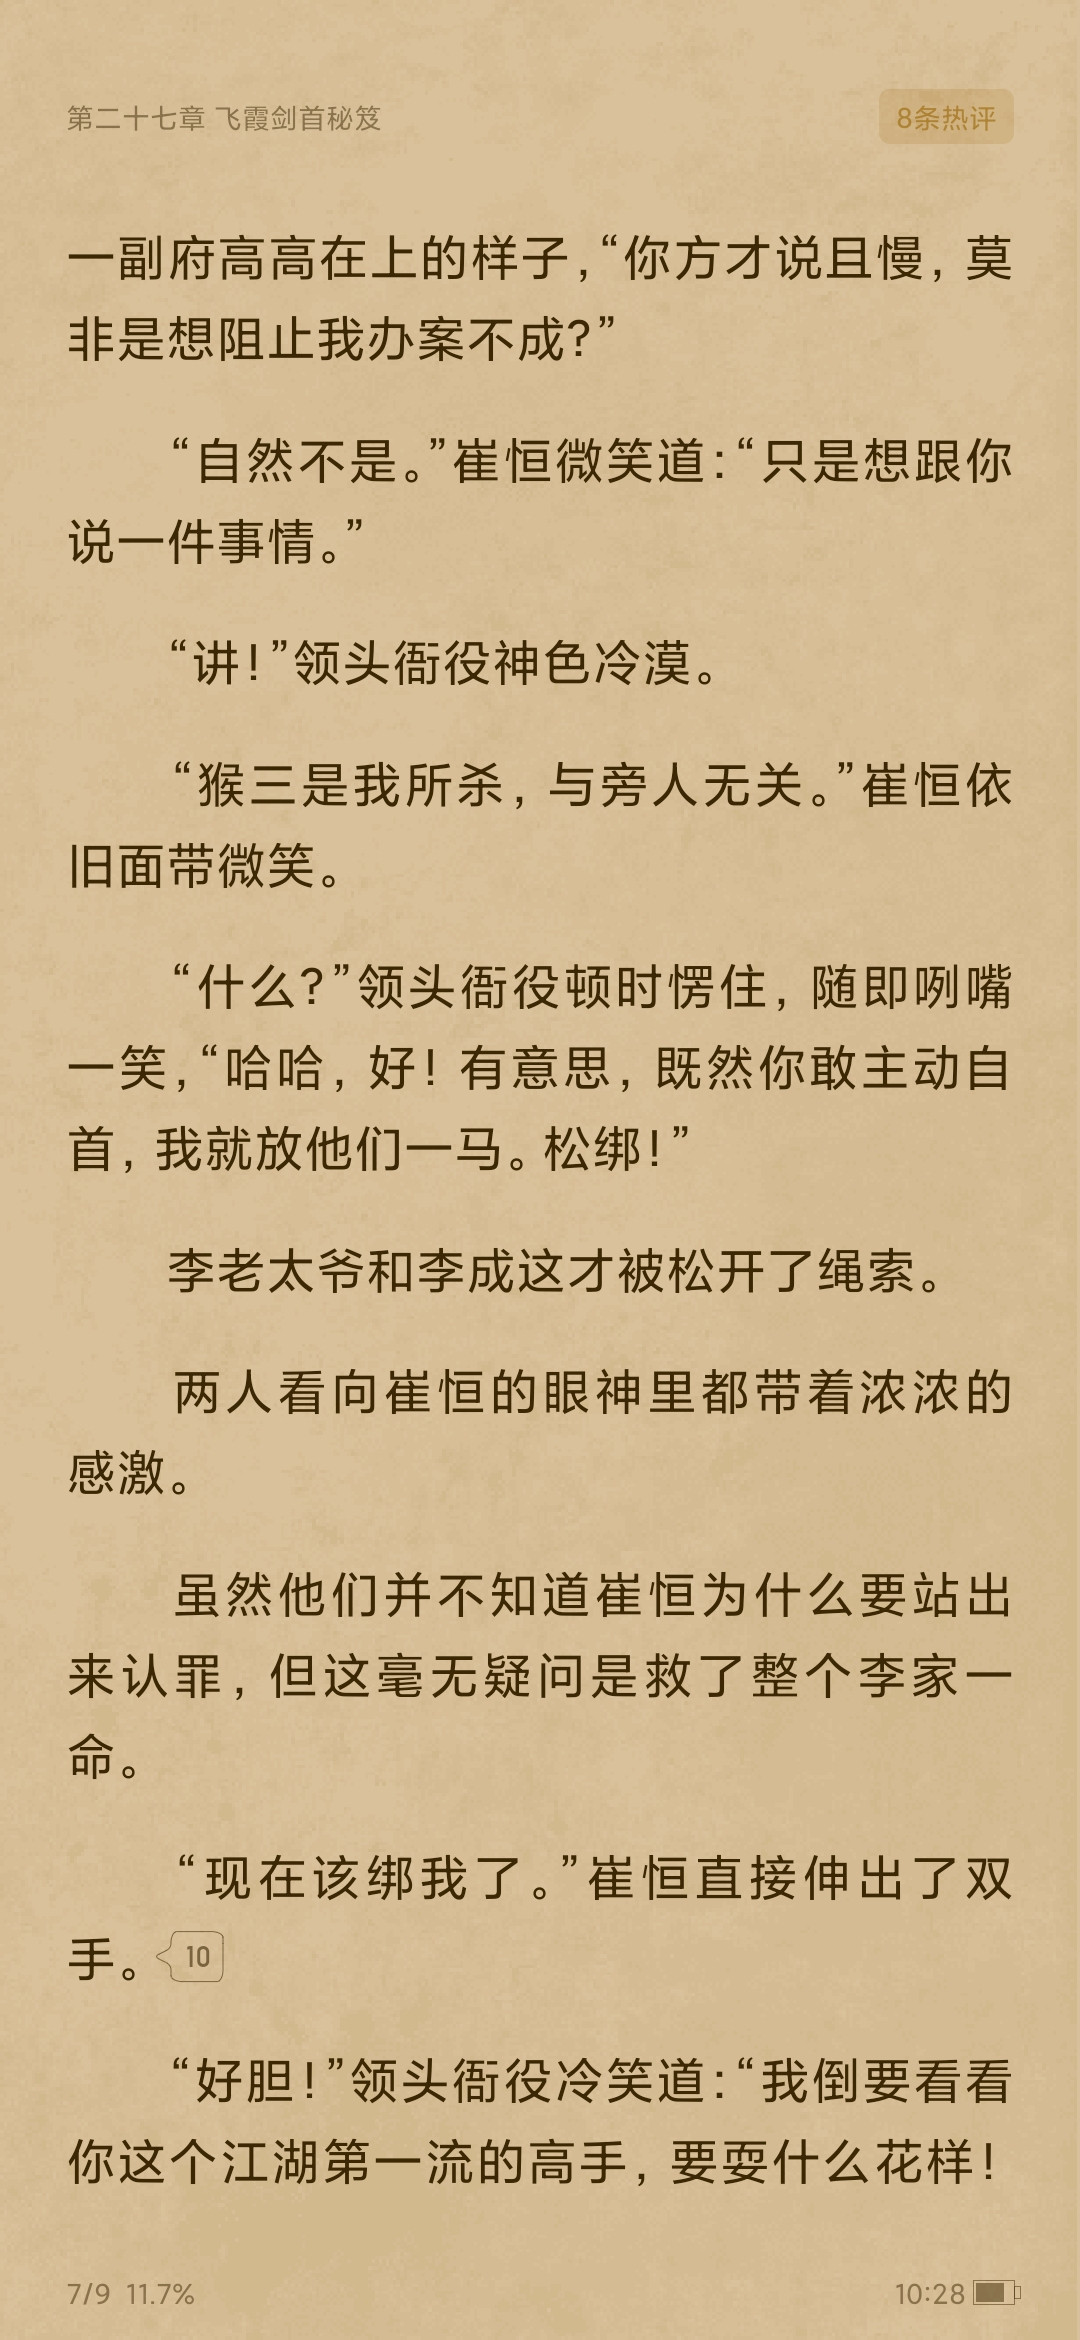 第二十七章 飞霞剑首秘笈
8条热评
一副府高高在上的样子，“你方才说且慢，莫
非是想阻止我办案不成？”
“自然不是。”崔恒微笑道：“只是想跟你
说一件事情。”
“讲！”领头衙役神色冷漠。
“猴三是我所杀，与旁人无关。”崔恒依
旧面带微笑。
“什么？”领头衙役顿时愣住，随即咧嘴
一笑，“哈哈，好！有意思，既然你敢主动自
首，我就放他们一马。松绑！”
李老太爷和李成这才被松开了绳索。
两人看向崔恒的眼神里都带着浓浓的
感激。
虽然他们并不知道崔恒为什么要站出
来认罪，但这毫无疑问是救了整个李家一
命。
“现在该绑我了。”崔恒直接伸出了双
手。 10
“好胆！”领头衙役冷笑道：“我倒要看看
你这个江湖第一流的高手，要耍什么花样！
7/9 11.7%
10:28